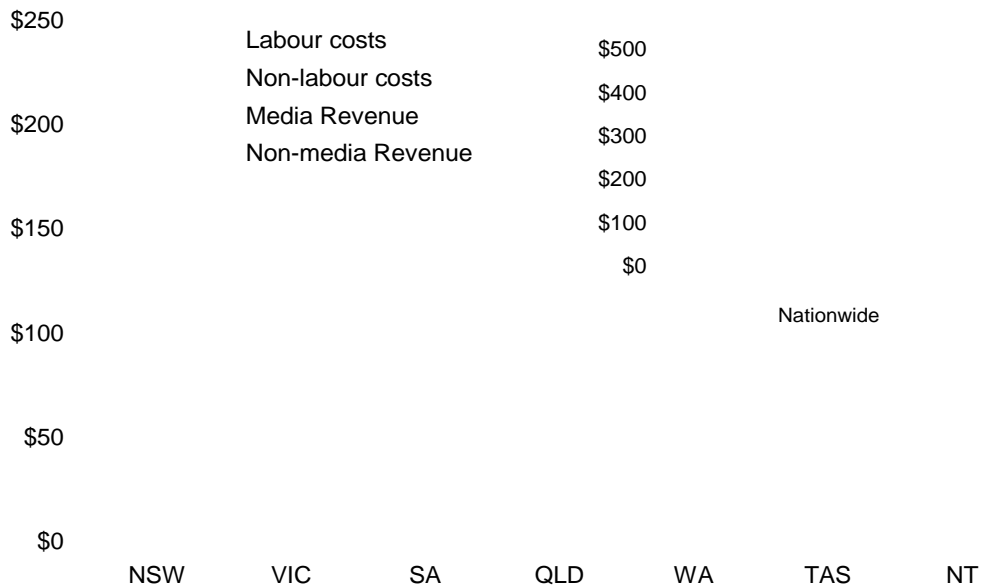 $250
$200
$150
$100
$50
$0
Labour costs
Non-labour costs
Media Revenue
Non-media Revenue
$500
$400
$300
$200
$100
$0
Nationwide
NSW VIC SA QLD WA TAS NT